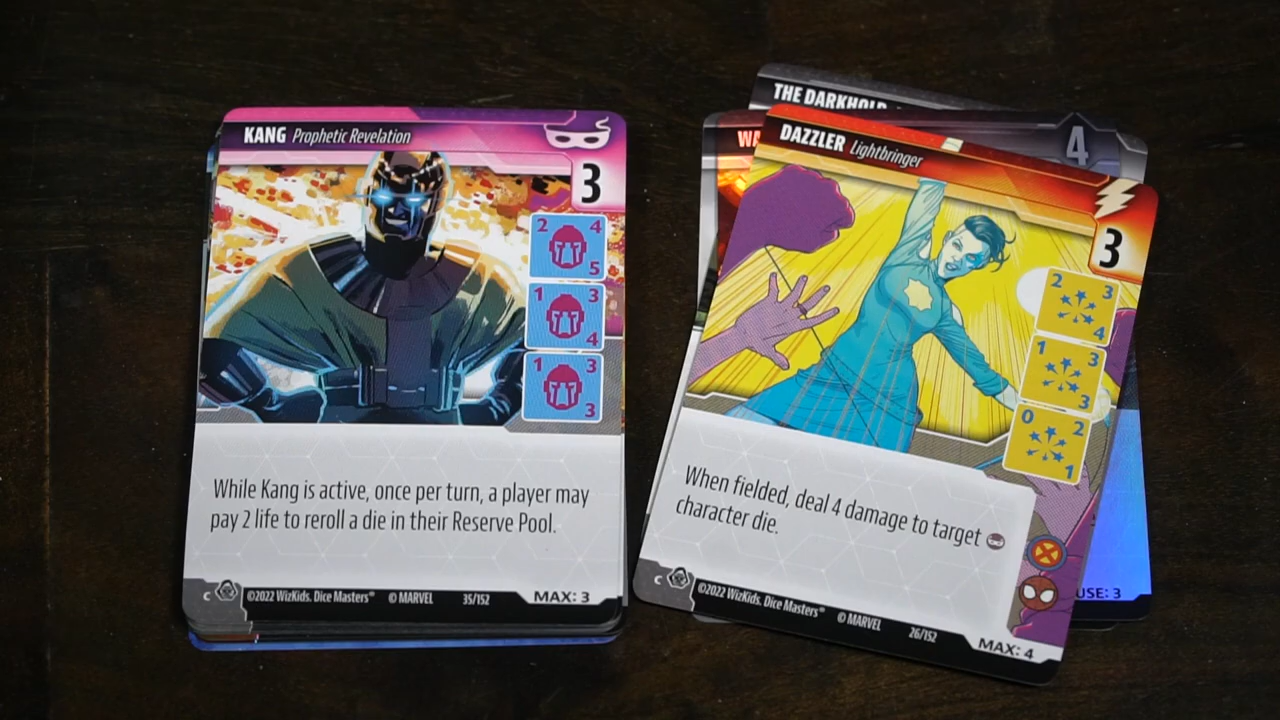 KANG Prophetic Revelation
3
2 4
5
1 3
4
1 3
3
While Kang is active, once per turn, a player may
pay 2 life to reroll a die in their Reserve Pool.
C ©2022 WizKids. Dice Masters® © MARVEL 35/152 MAX: 3
THE DARKHOLD
4
WA
DAZZLER Lightbringer
3
2 3
4
1 3
3
0 2
1
When fielded, deal 4 damage to target
character die.
C ©2022 WizKids. Dice Masters® © MARVEL 26/152 MAX: 4
USE: 3